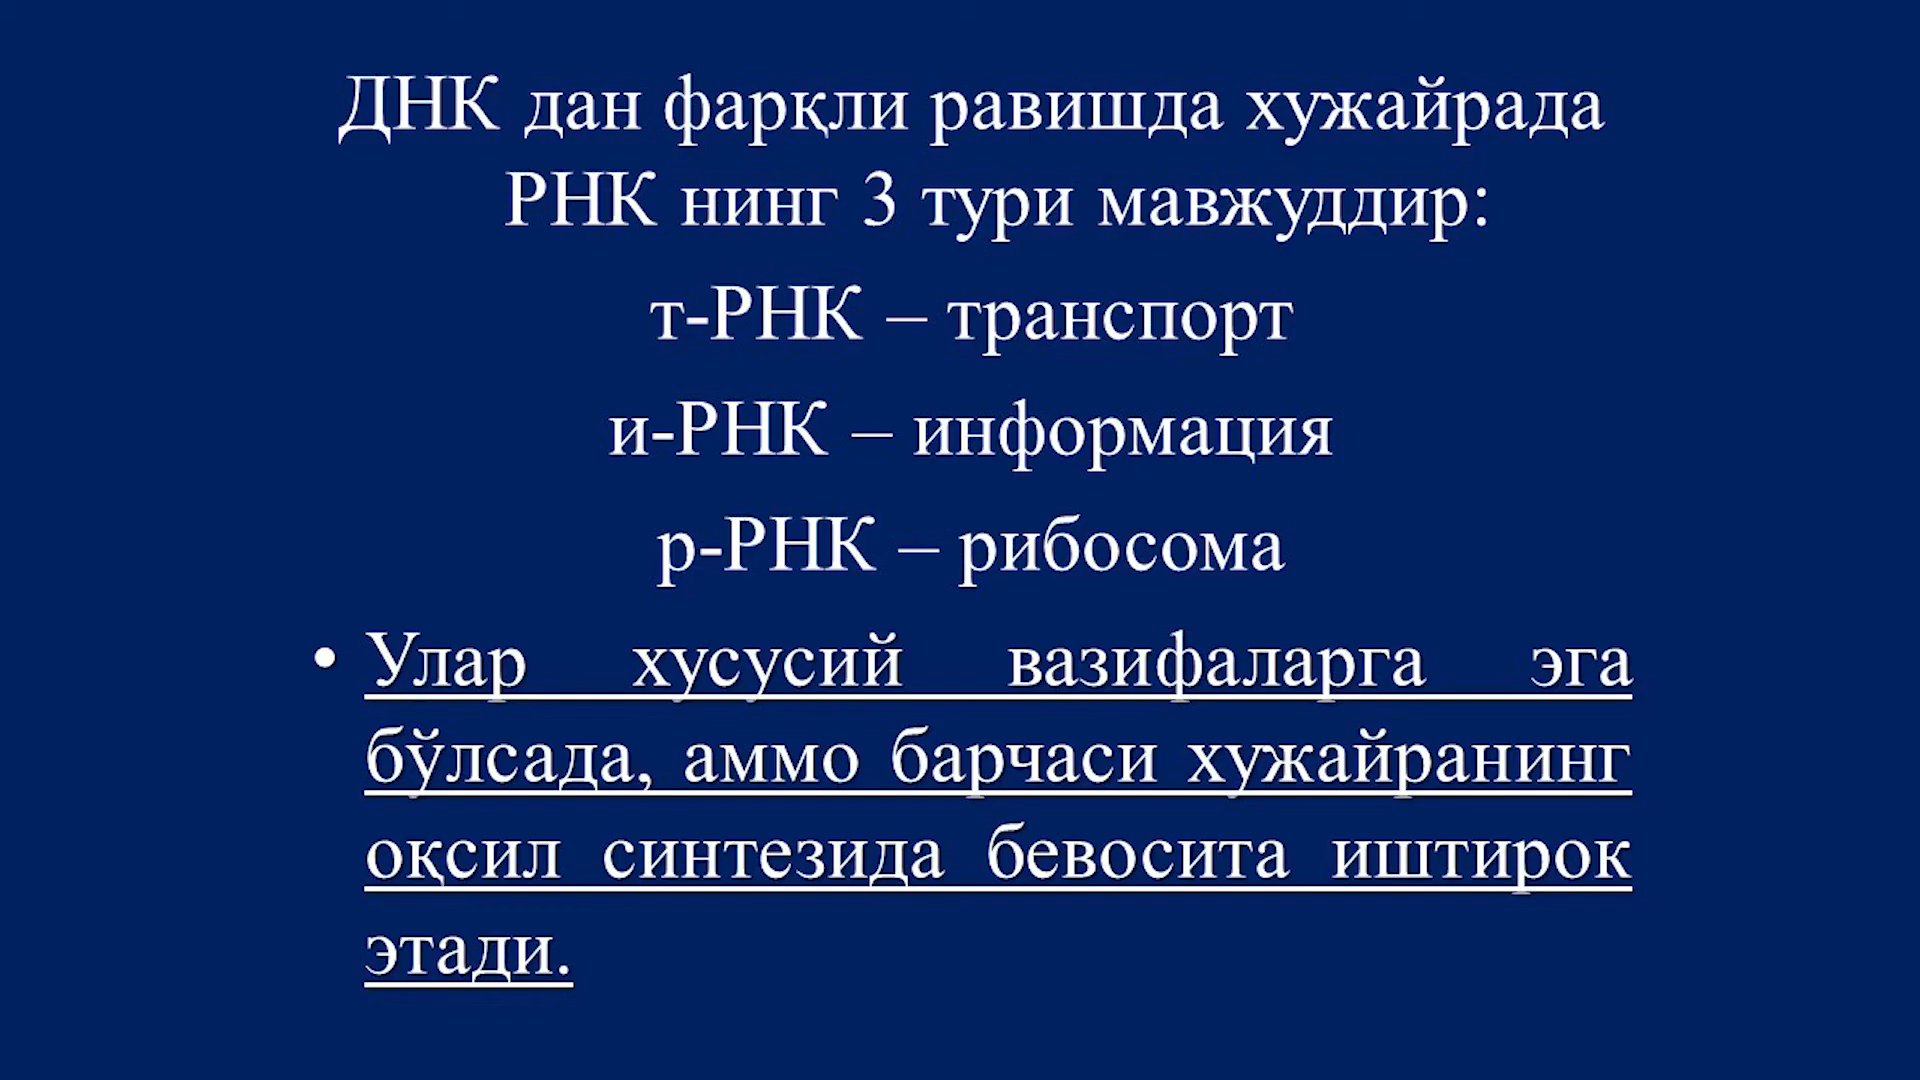 ДНК дан фарқли равишда хужайрада
РНК нинг 3 тури мавжуддир:
т-РНК – транспорт
и-РНК – информация
р-РНК – рибосома
• Улар хусусий вазифаларга эга
бўлсада, аммо барчаси хужайранинг
оқсил синтезида бевосита иштирок
этади.